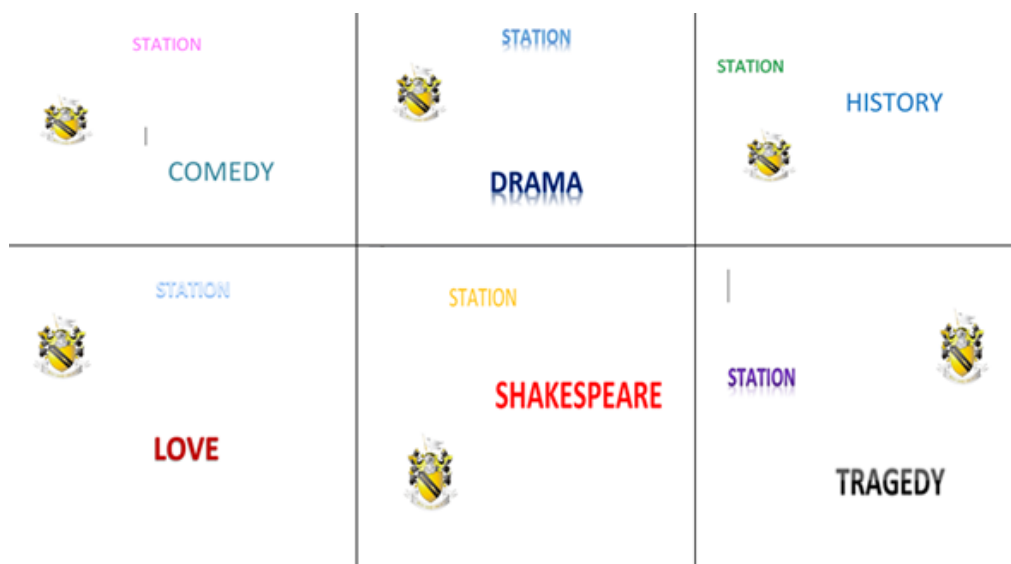 STATION
COMEDY
STATION
DRAMA
STATION
HISTORY
STATION
LOVE
STATION
SHAKESPEARE
STATION
TRAGEDY